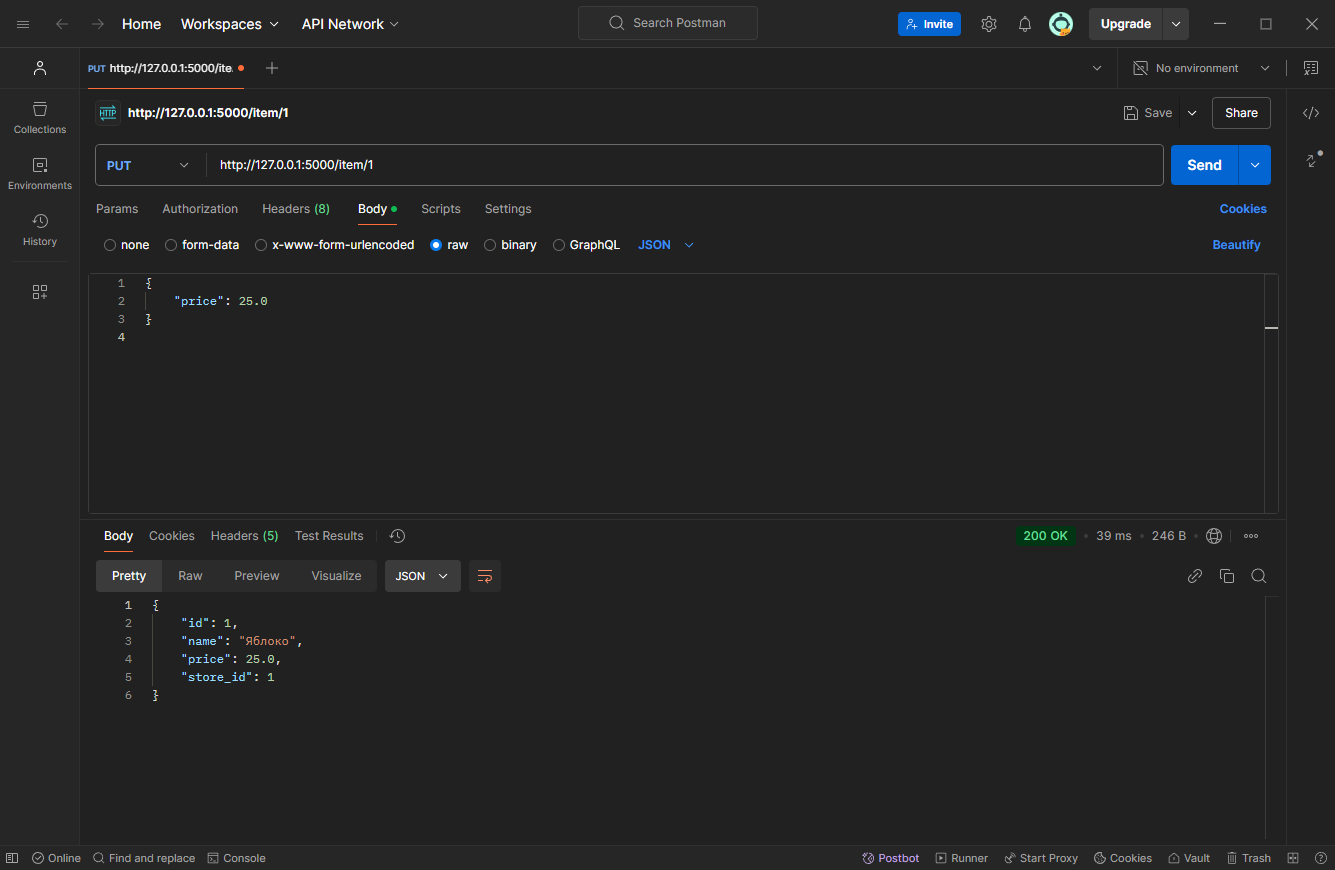 Home Workspaces API Network Search Postman Invite Upgrade
PUT http://127.0.0.1:5000/ite. No environment
HTTP http://127.0.0.1:5000/item/1 Save Share
Collections
Environments
History
PUT http://127.0.0.1:5000/item/1 Send
Params Authorization Headers (8) Body Scripts Settings Cookies
none form-data x-www-form-urlencoded raw binary GraphQL JSON Beautify
1 {
2 "price": 25.0
3 }
4
Body Cookies Headers (5) Test Results 200 OK 39 ms 246 B
Pretty Raw Preview Visualize JSON
1 {
2 "id": 1,
3 "name": "Яблоко",
4 "price": 25.0,
5 "store_id": 1
6 }
Online Find and replace Console Postbot Runner Start Proxy Cookies Vault Trash